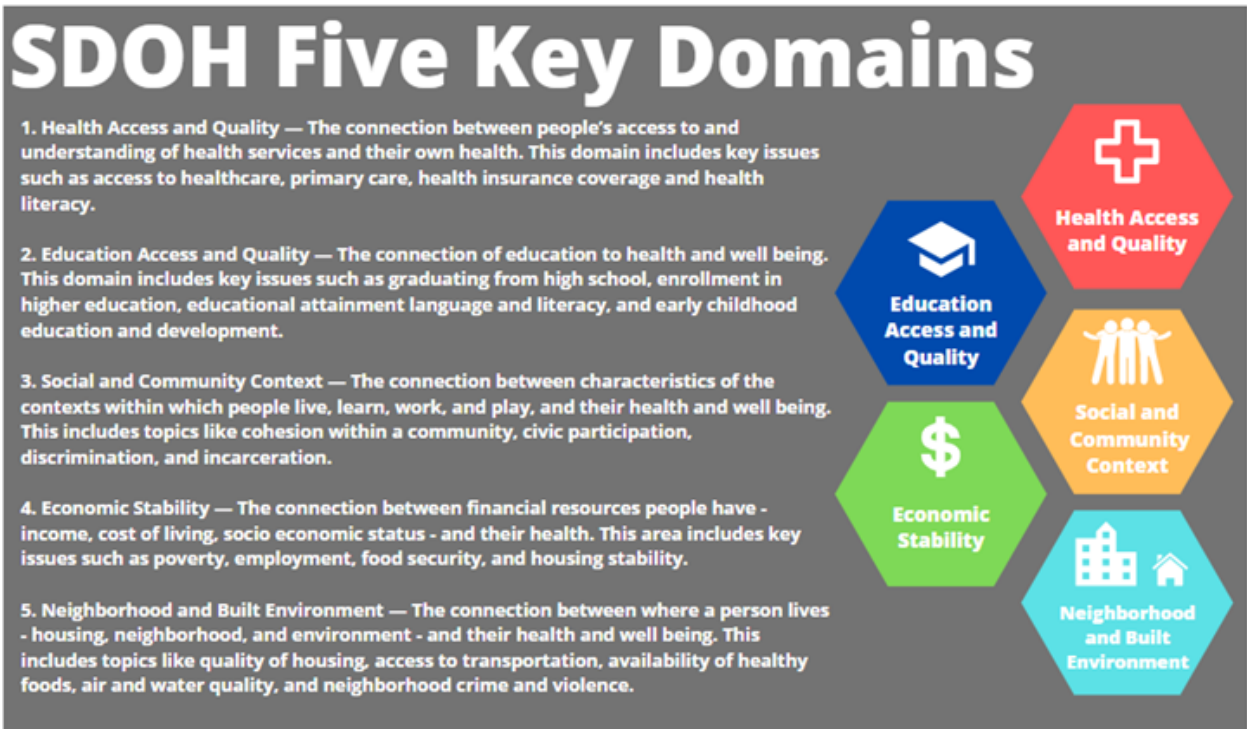 SDOH Five Key Domains
1. Health Access and Quality — The connection between people's access to and
understanding of health services and their own health. This domain includes key issues
such as access to healthcare, primary care, health insurance coverage and health
literacy.
2. Education Access and Quality — The connection of education to health and well being.
This domain includes key issues such as graduating from high school, enrollment in
higher education, educational attainment language and literacy, and early childhood
education and development.
3. Social and Community Context — The connection between characteristics of the
contexts within which people live, learn, work, and play, and their health and well being.
This includes topics like cohesion within a community, civic participation,
discrimination, and incarceration.
4. Economic Stability — The connection between financial resources people have -
income, cost of living, socio economic status - and their health. This area includes key
issues such as poverty, employment, food security, and housing stability.
5. Neighborhood and Built Environment — The connection between where a person lives
- housing, neighborhood, and environment - and their health and well being. This
includes topics like quality of housing, access to transportation, availability of healthy
foods, air and water quality, and neighborhood crime and violence.
Health Access
and Quality
Education
Access and
Quality
Social and
Community
Context
$
Economic
Stability
Neighborhood
and Built
Environment